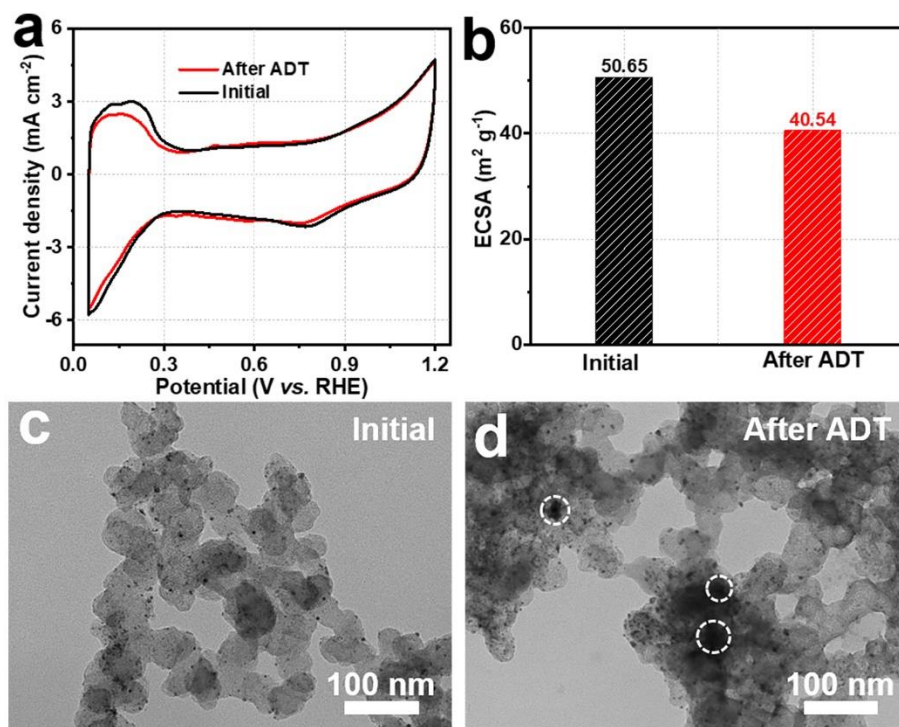 a
Current density (mA cm⁻²)
6
3
0
-3
-6
After ADT
Initial
0.0 0.3 0.6 0.9 1.2
Potential (V vs. RHE)
b
ECSA (m² g⁻¹)
60
40
20
0
50.65
40.54
Initial After ADT
c
Initial
100 nm
d
After ADT
100 nm